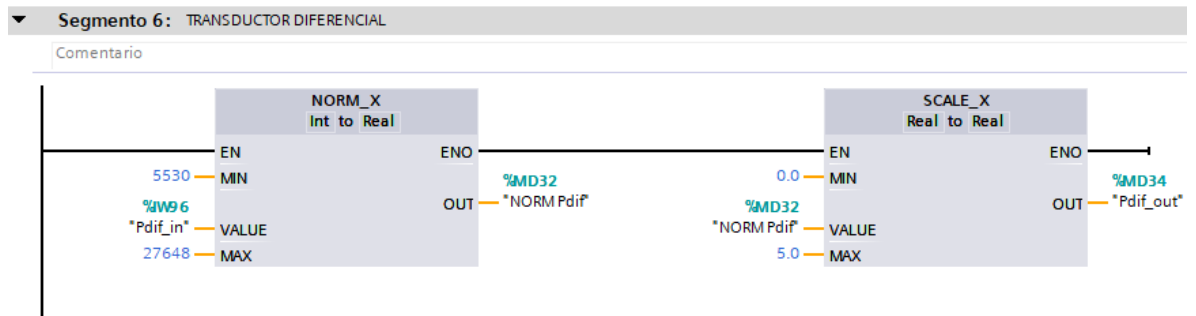 Segmento 6: TRANSDUCTOR DIFERENCIAL
Comentario
NORM_X
Int to Real
EN
ENO
5530
MIN
%MD32
"NORM Pdif"
OUT
%IW96
"Pdif_in"
VALUE
27648
MAX
SCALE_X
Real to Real
EN
ENO
0.0
MIN
%MD34
"Pdif_out"
OUT
%MD32
"NORM Pdif"
VALUE
5.0
MAX